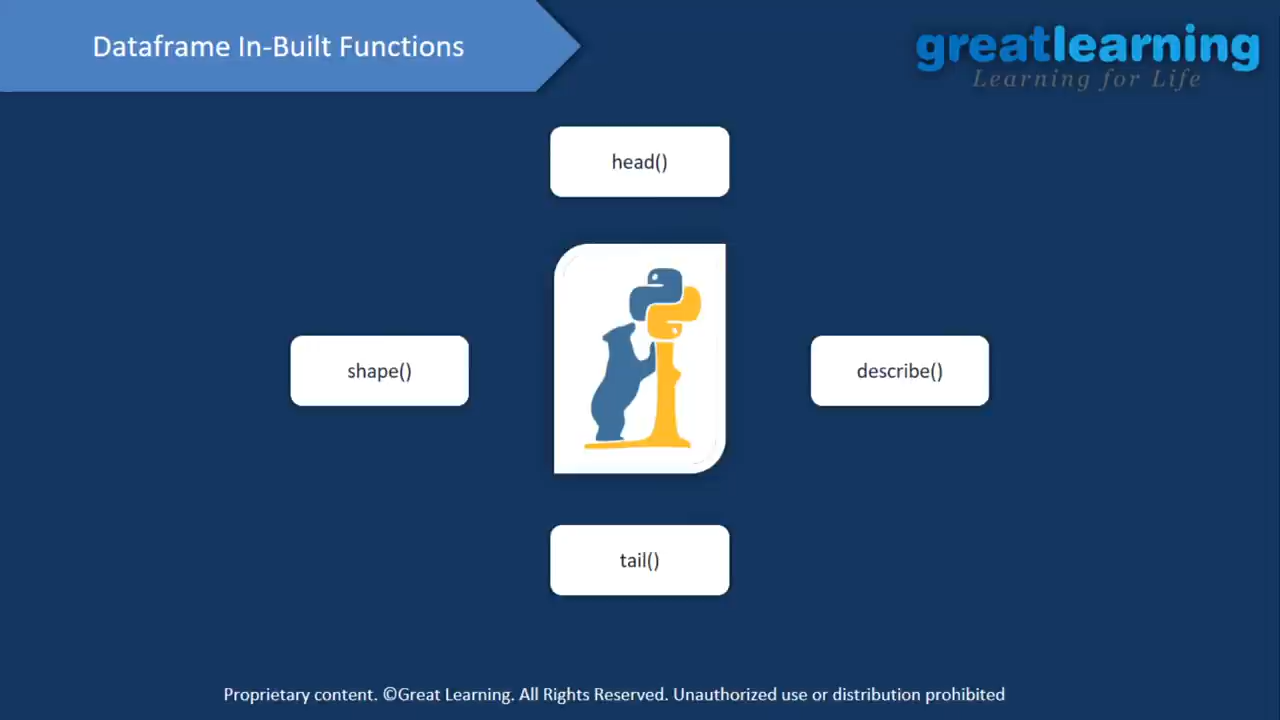 Dataframe In-Built Functions
greatlearning
Learning for Life
head()
shape()
describe()
tail()
Proprietary content. ©Great Learning. All Rights Reserved. Unauthorized use or distribution prohibited